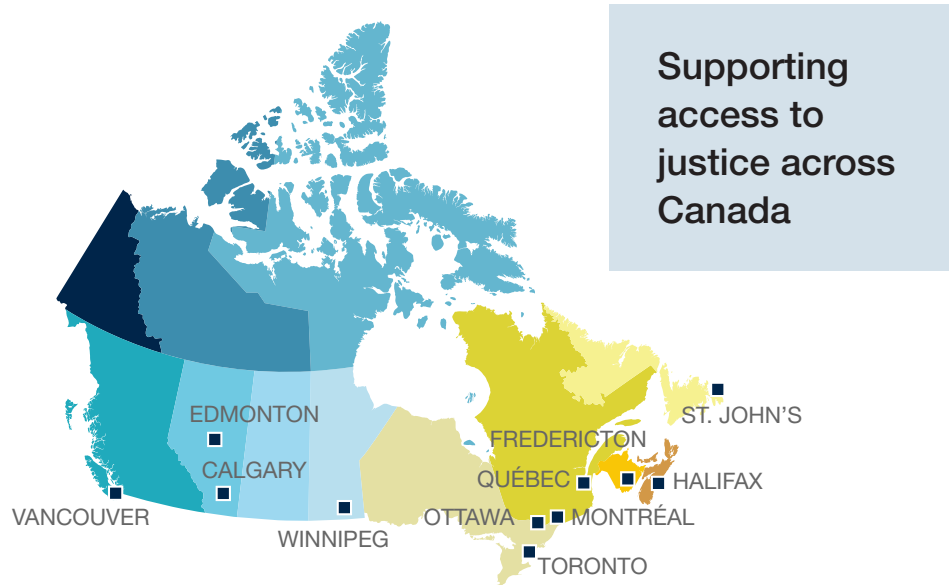 Supporting
access to
justice across
Canada
EDMONTON
ST. JOHN’S
FREDERICTON
CALGARY
QUÉBEC
HALIFAX
VANCOUVER
OTTAWA
MONTRÉAL
WINNIPEG
TORONTO